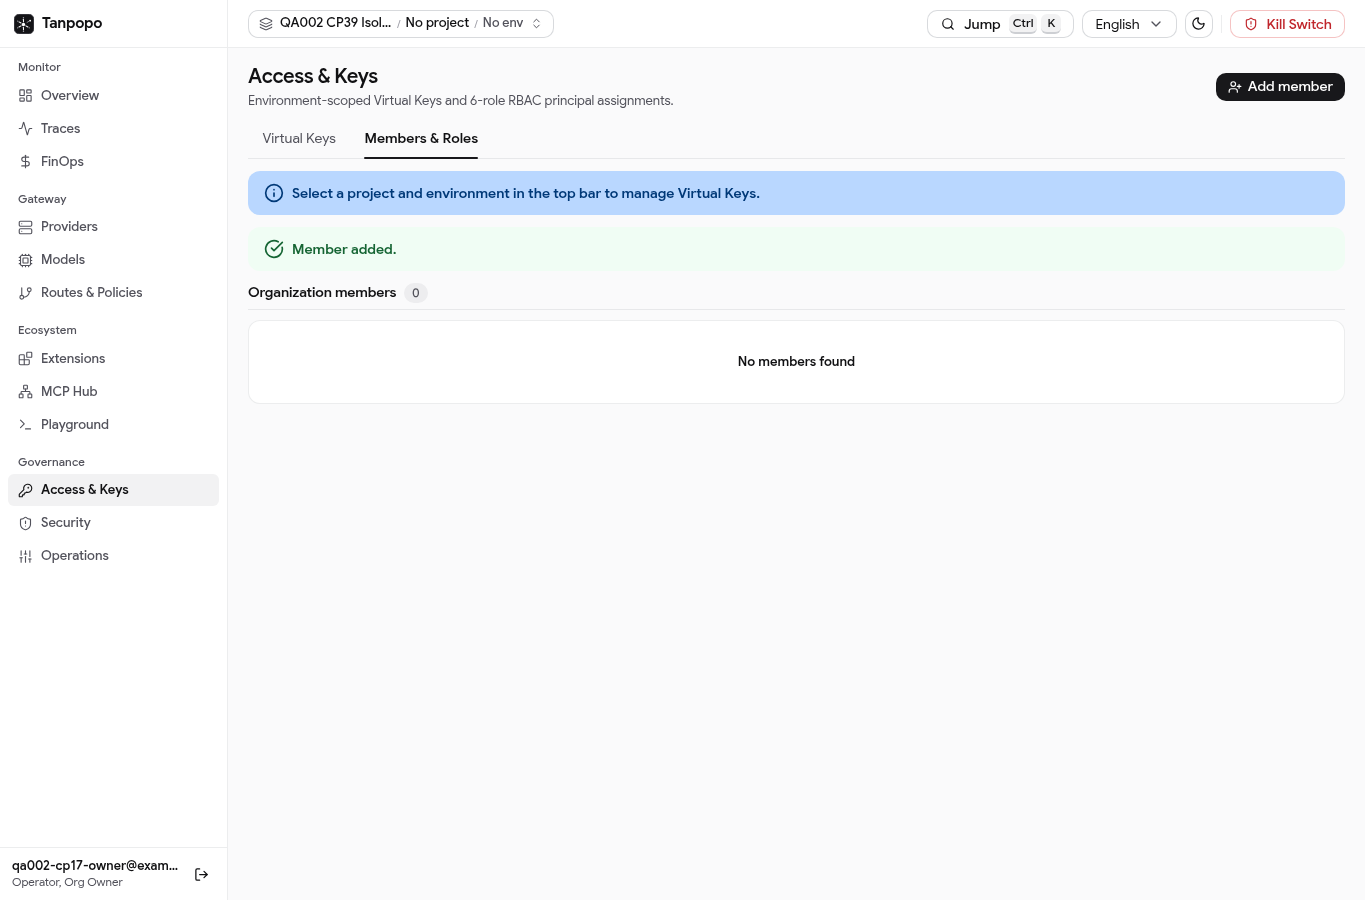 Tanpopo
QA002 CP39 Isol... / No project / No env
Jump Ctrl K
English
Kill Switch
Monitor
Overview
Traces
FinOps
Gateway
Providers
Models
Routes & Policies
Ecosystem
Extensions
MCP Hub
Playground
Governance
Access & Keys
Security
Operations
qa002-cp17-owner@exam...
Operator, Org Owner
Access & Keys
Environment-scoped Virtual Keys and 6-role RBAC principal assignments.
Add member
Virtual Keys
Members & Roles
Select a project and environment in the top bar to manage Virtual Keys.
Member added.
Organization members 0
No members found